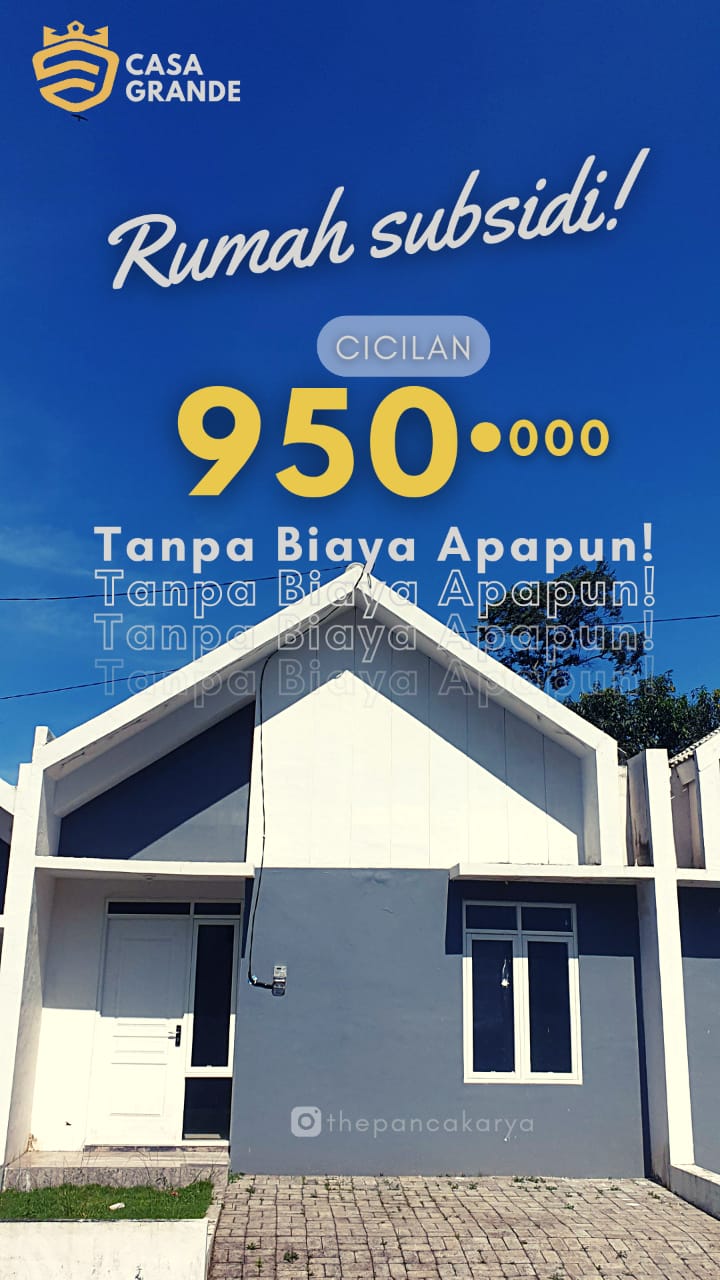 CASA
GRANDE
Rumah subsidi!
CICILAN
950.000
Tanpa Biaya Apapun!
Tanpa Biaya Apapun!
Tanpa Biaya Apapun!
Tanpa Biaya Apapun!
thepancakarya